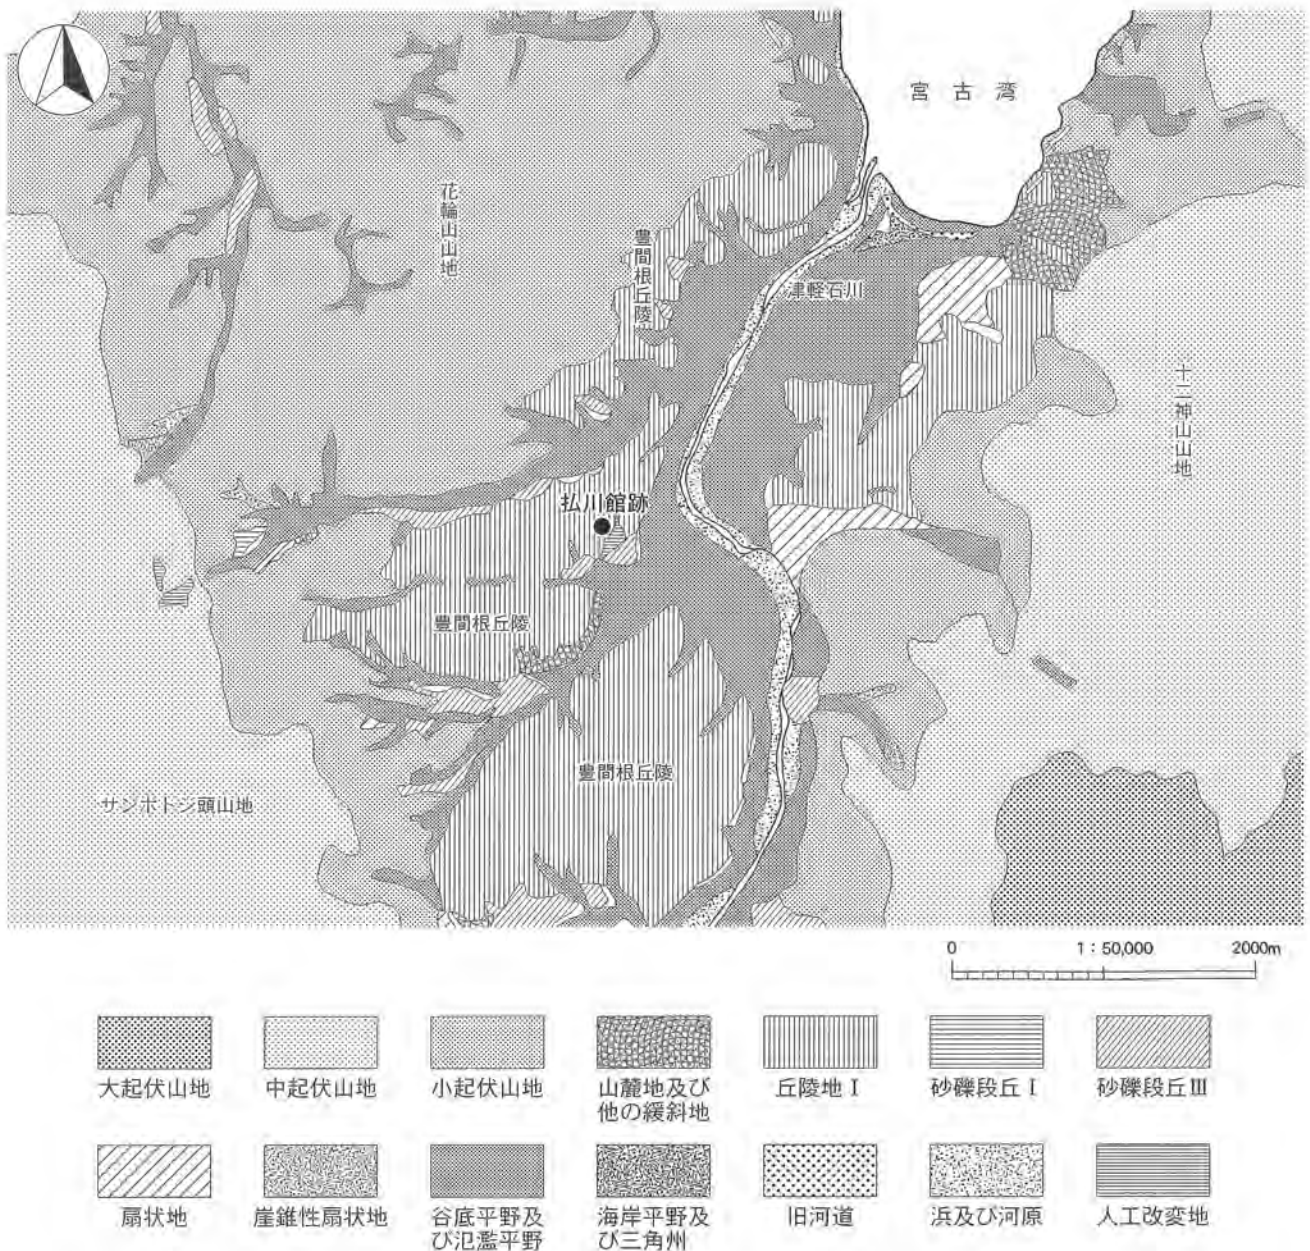 宮古湾
花輪山山地
豊間根丘陵
津軽石川
十二神山山地
払川館跡
豊間根丘陵
豊間根丘陵
サンポトジ頭山地
0 1:50,000 2000m
大起伏山地
中起伏山地
小起伏山地
山麓地及び
他の緩斜地
丘陵地Ⅰ
砂礫段丘Ⅰ
砂礫段丘Ⅲ
扇状地
崖錐性扇状地
谷底平野及
び氾濫平野
海岸平野及
び三角州
旧河道
浜及び河原
人工改変地